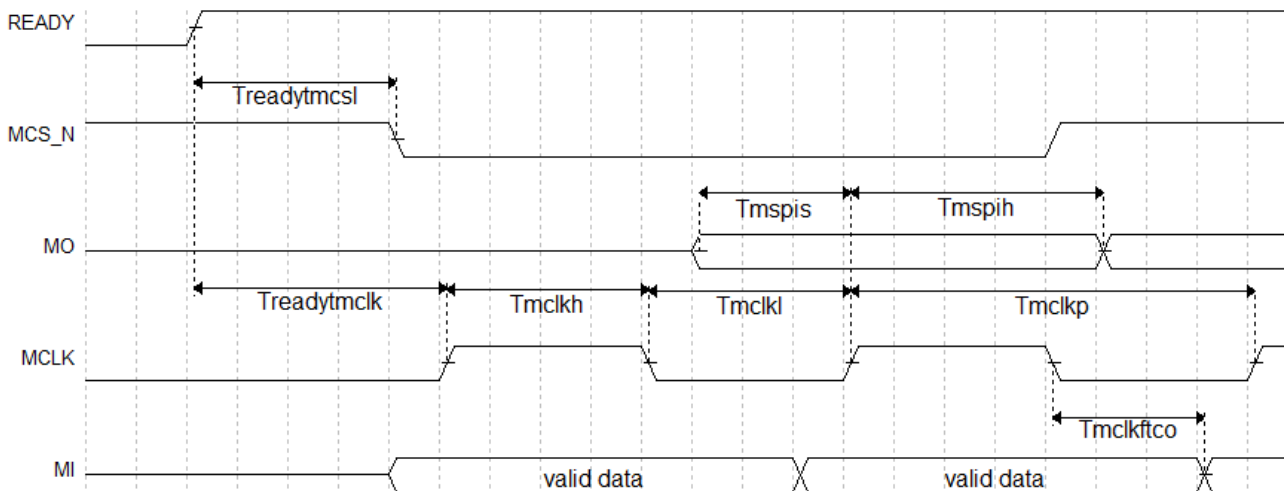 READY
Treadytmcsl
MCS_N
Tmspis Tmspih
MO
Treadytmclk Tmclkh Tmclkl Tmclkp
MCLK
Tmclkftco
MI valid data valid data